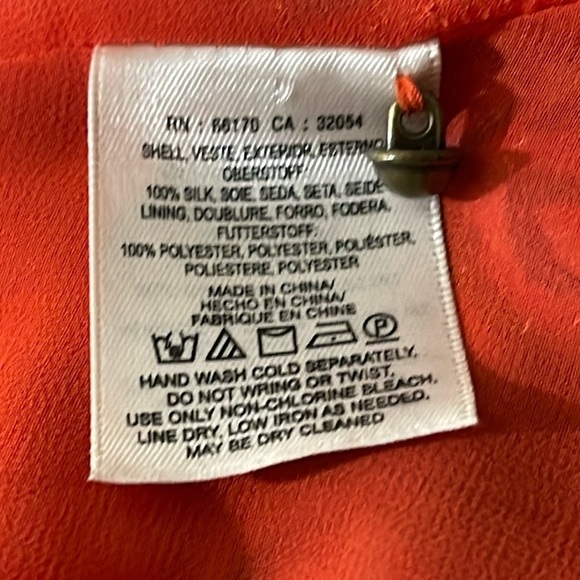 RN : 66170 CA : 32054
SHELL, VESTE, EXTERIOR, ESTERNO
OBERSTOFF
100% SILK, SOIE, SEDA, SETA, SEIDE
LINING, DOUBLURE, FORRO, FODERA,
FUTTERSTOFF:
100% POLYESTER, POLYESTER, POLIÉSTER,
POLIESTERE, POLYESTER
MADE IN CHINA/
HECHO EN CHINA/
FABRIQUE EN CHINE
P
HAND WASH COLD SEPARATELY.
DO NOT WRING OR TWIST.
USE ONLY NON-CHLORINE BLEACH.
LINE DRY, LOW IRON AS NEEDED.
MAY BE DRY CLEANED